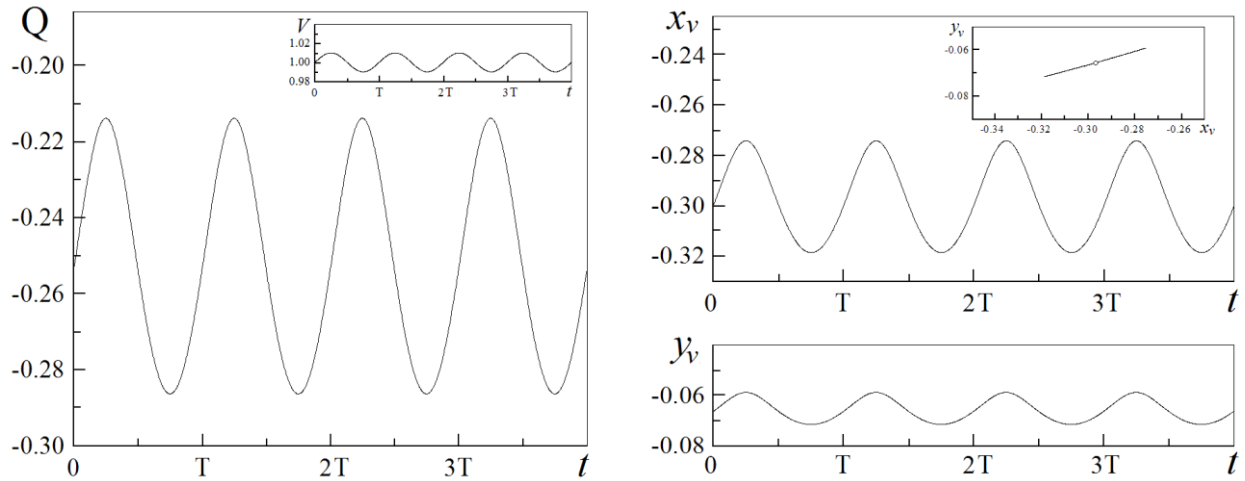 Q
-0.20
-0.22
-0.24
-0.26
-0.28
-0.30
0 T 2T 3T t
V
1.02
1.00
0.98
0 T 2T 3T t
x_v
-0.24
-0.26
-0.28
-0.30
-0.32
0 T 2T 3T t
y_v
-0.06
-0.08
-0.34 -0.32 -0.30 -0.28 -0.26 x_v
y_v
-0.06
-0.08
0 T 2T 3T t